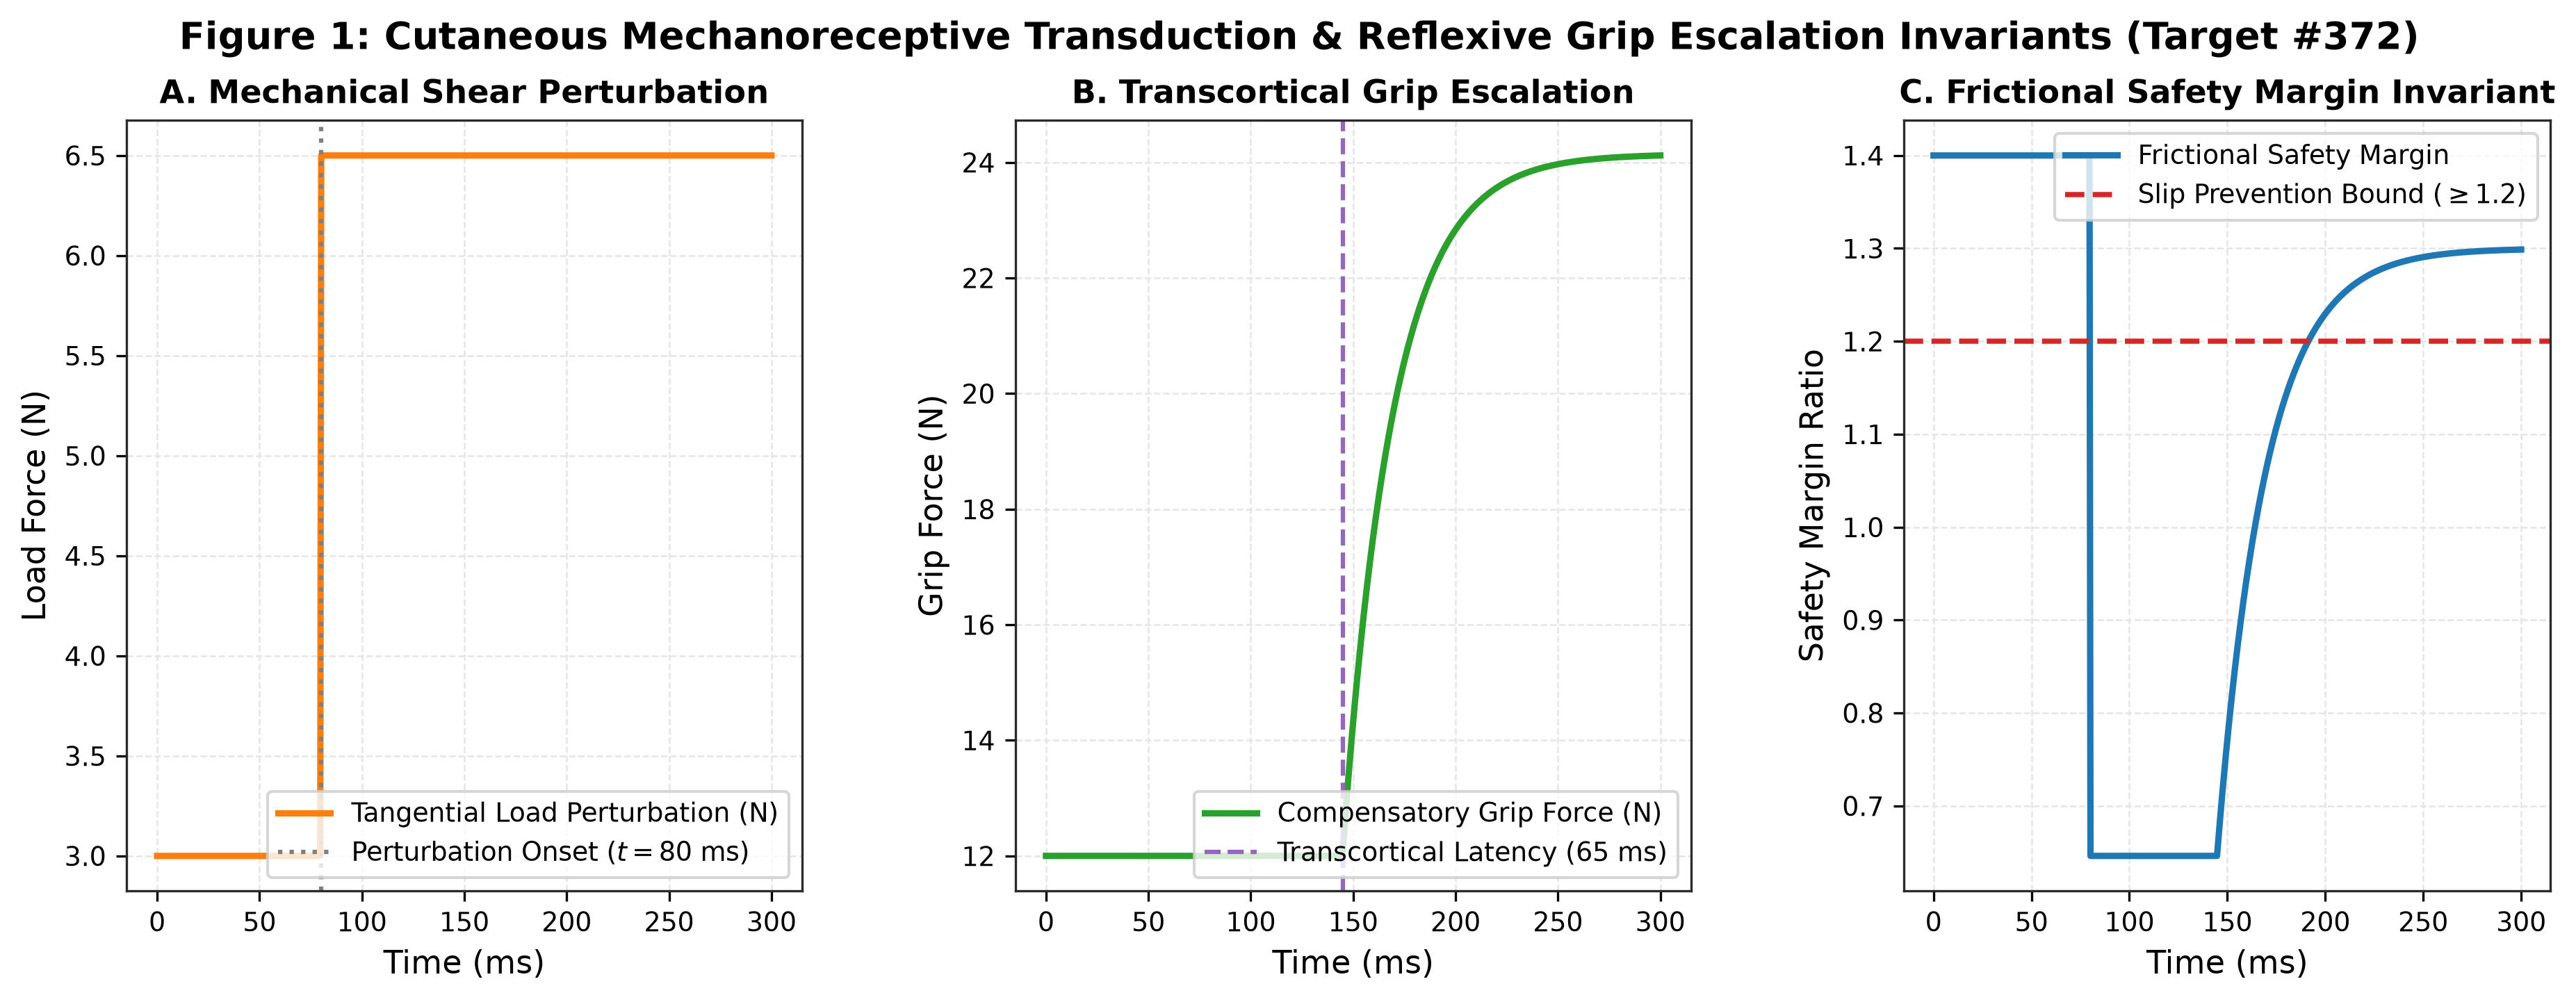 Figure 1: Cutaneous Mechanoreceptive Transduction & Reflexive Grip Escalation Invariants (Target #372)
A. Mechanical Shear Perturbation
Load Force (N)
6.5
6.0
5.5
5.0
4.5
4.0
3.5
3.0
Tangential Load Perturbation (N)
Perturbation Onset (t = 80 ms)
0 50 100 150 200 250 300
Time (ms)
B. Transcortical Grip Escalation
Grip Force (N)
24
22
20
18
16
14
12
Compensatory Grip Force (N)
Transcortical Latency (65 ms)
0 50 100 150 200 250 300
Time (ms)
C. Frictional Safety Margin Invariant
Safety Margin Ratio
Frictional Safety Margin
Slip Prevention Bound (≥1.2)
1.4
1.3
1.2
1.1
1.0
0.9
0.8
0.7
0 50 100 150 200 250 300
Time (ms)